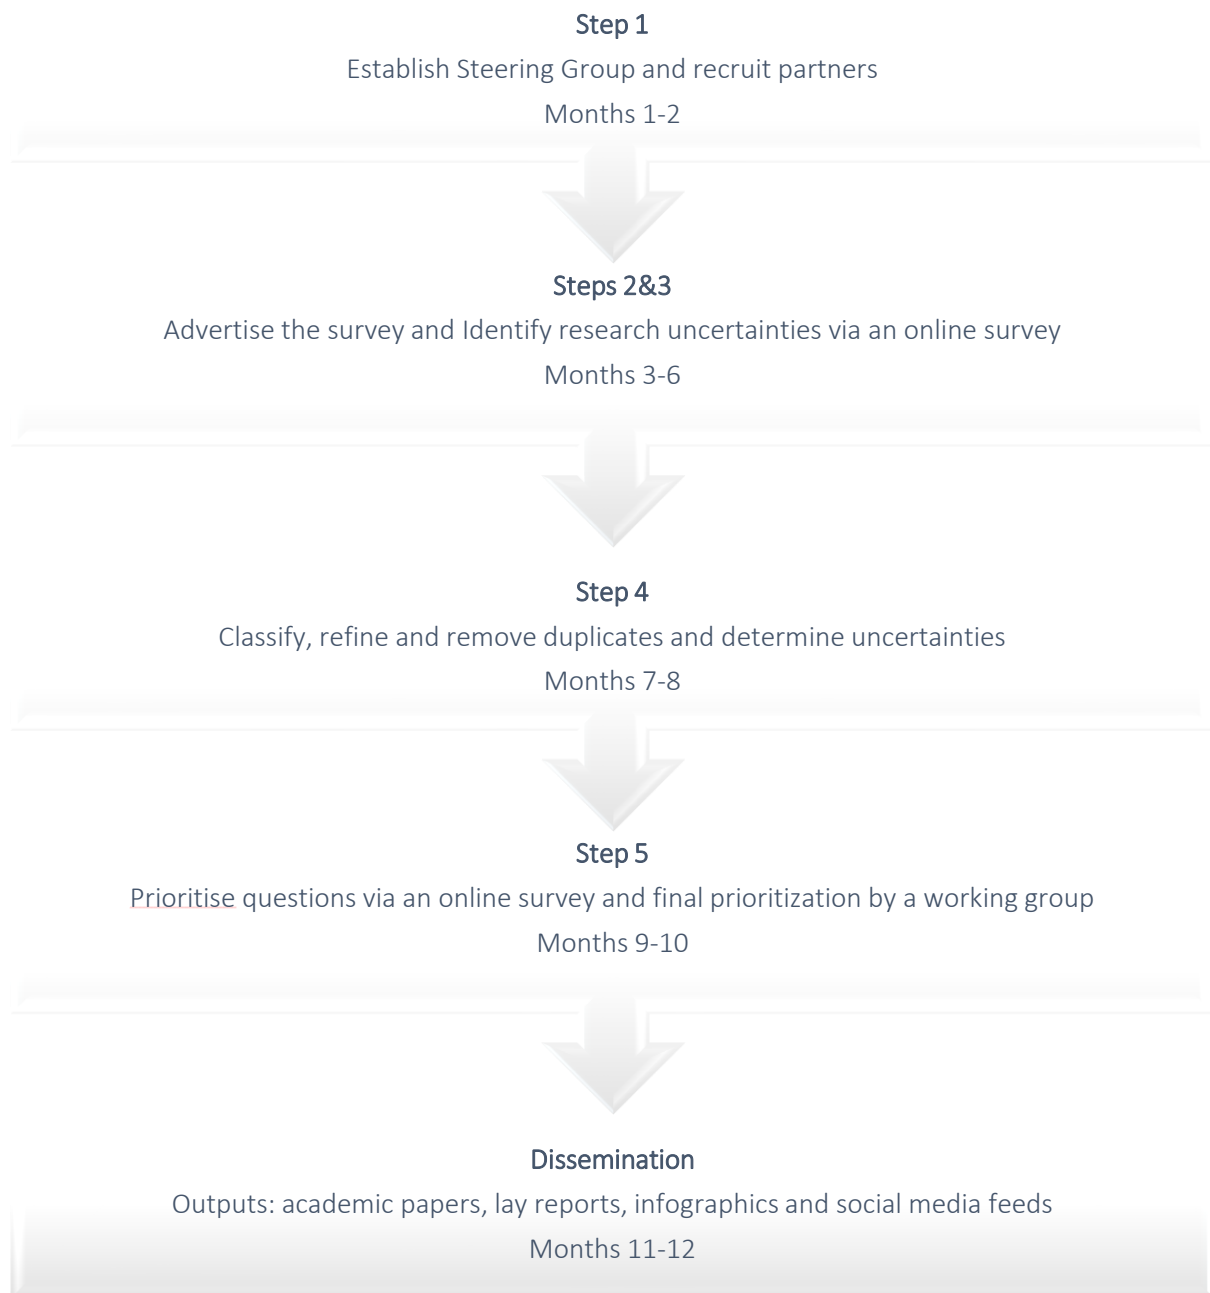 Step 1
Establish Steering Group and recruit partners
Months 1-2
Steps 2&3
Advertise the survey and Identify research uncertainties via an online survey
Months 3-6
Step 4
Classify, refine and remove duplicates and determine uncertainties
Months 7-8
Step 5
Prioritise questions via an online survey and final prioritization by a working group
Months 9-10
Dissemination
Outputs: academic papers, lay reports, infographics and social media feeds
Months 11-12